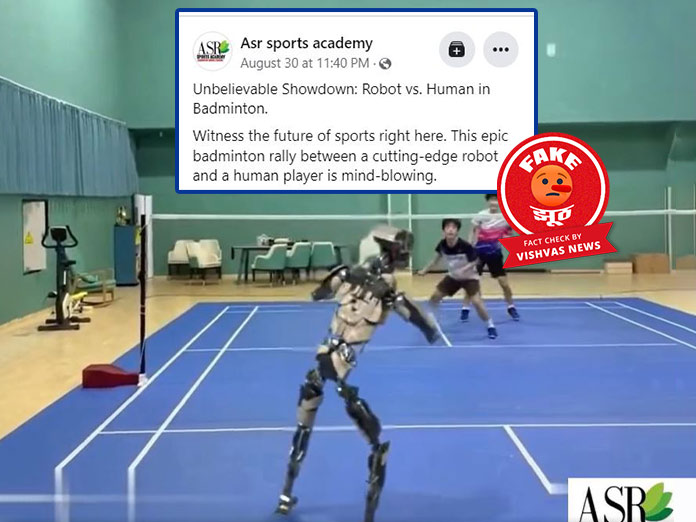 ASR
SPORTS ACADEMY
Asr sports academy
August 30 at 11:40 PM ·
Unbelievable Showdown: Robot vs. Human in
Badminton.
Witness the future of sports right here. This epic
badminton rally between a cutting-edge robot
and a human player is mind-blowing.
FAKE
झूठ
FACT CHECK BY
VISHVAS NEWS
ASR